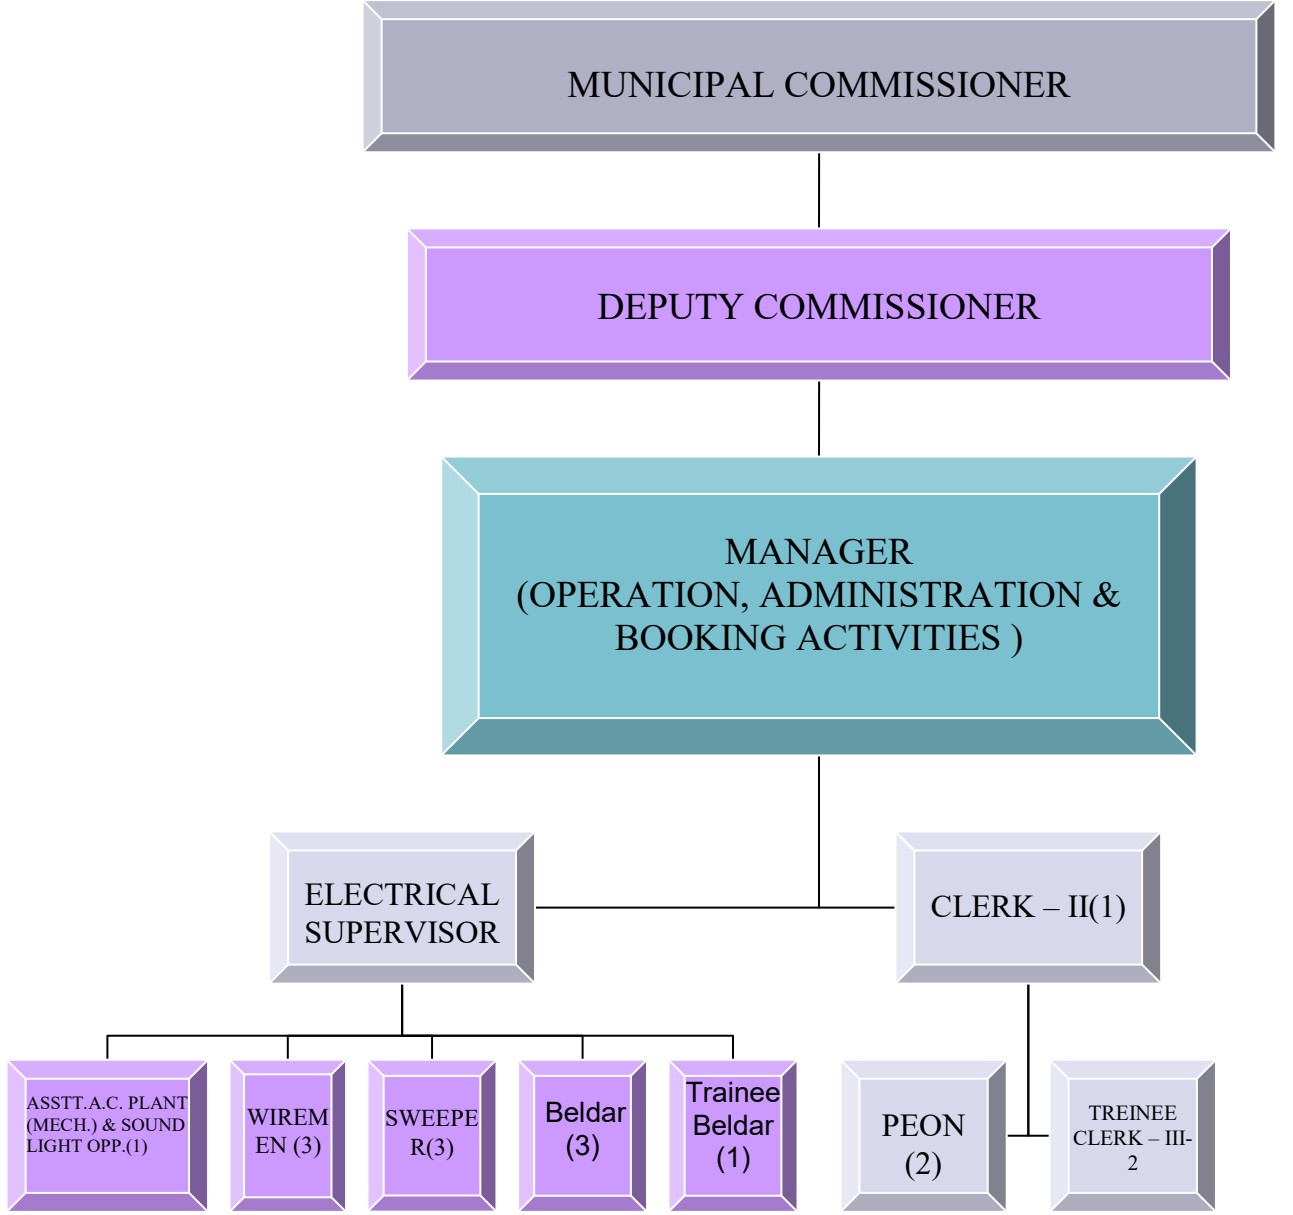 MUNICIPAL COMMISSIONER
DEPUTY COMMISSIONER
MANAGER
(OPERATION, ADMINISTRATION &
BOOKING ACTIVITIES )
ELECTRICAL
SUPERVISOR
CLERK – II(1)
ASSTT.A.C. PLANT
(MECH.) & SOUND
LIGHT OPP.(1)
WIREM
EN (3)
SWEEPE
R(3)
Beldar
(3)
Trainee
Beldar
(1)
PEON
(2)
TREINEE
CLERK – III-
2